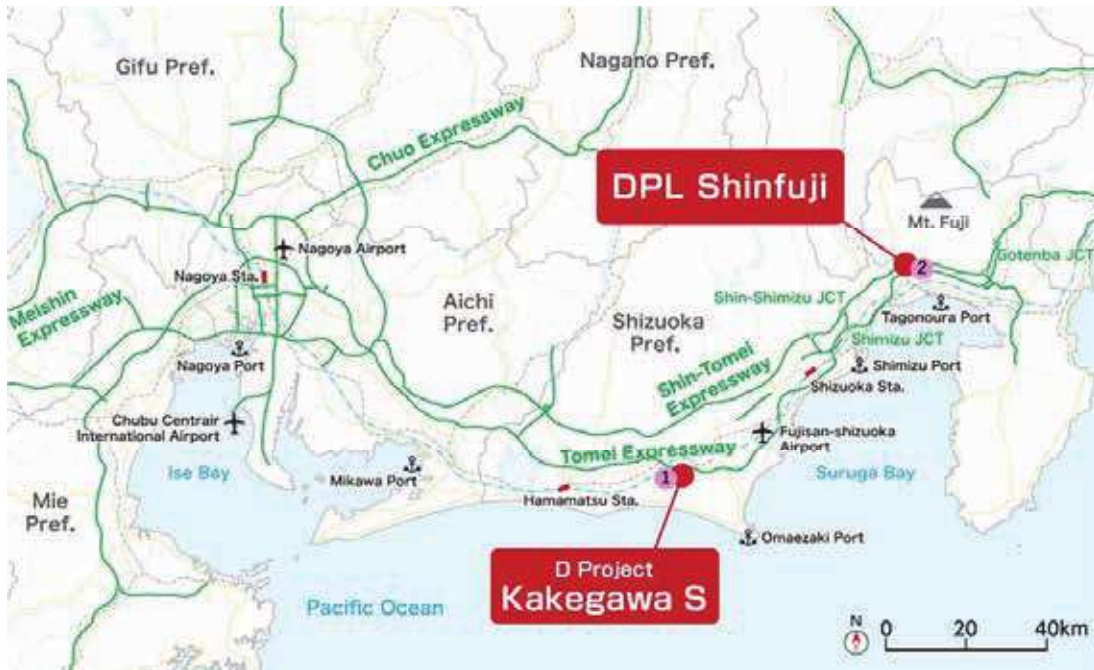 Gifu Pref.
Nagano Pref.
Chuo Expressway
DPL Shinfuji
Mt. Fuji
Nagoya Airport
Gotenba JCT
2
Nagoya Sta.
Meishin
Expressway
Aichi
Pref.
Shin-Shimizu JCT
Tagonoura Port
Shizuoka
Pref.
Shimizu JCT
Nagoya Port
Shin-Tomei
Expressway
Shimizu Port
Shizuoka Sta.
Chubu Centrair
International Airport
Fujisan-shizuoka
Airport
Tomei Expressway
Ise Bay
Mikawa Port
1
Suruga Bay
Hamamatsu Sta.
Mie
Pref.
Omaezaki Port
D Project
Kakegawa S
Pacific Ocean
N
0 20 40km